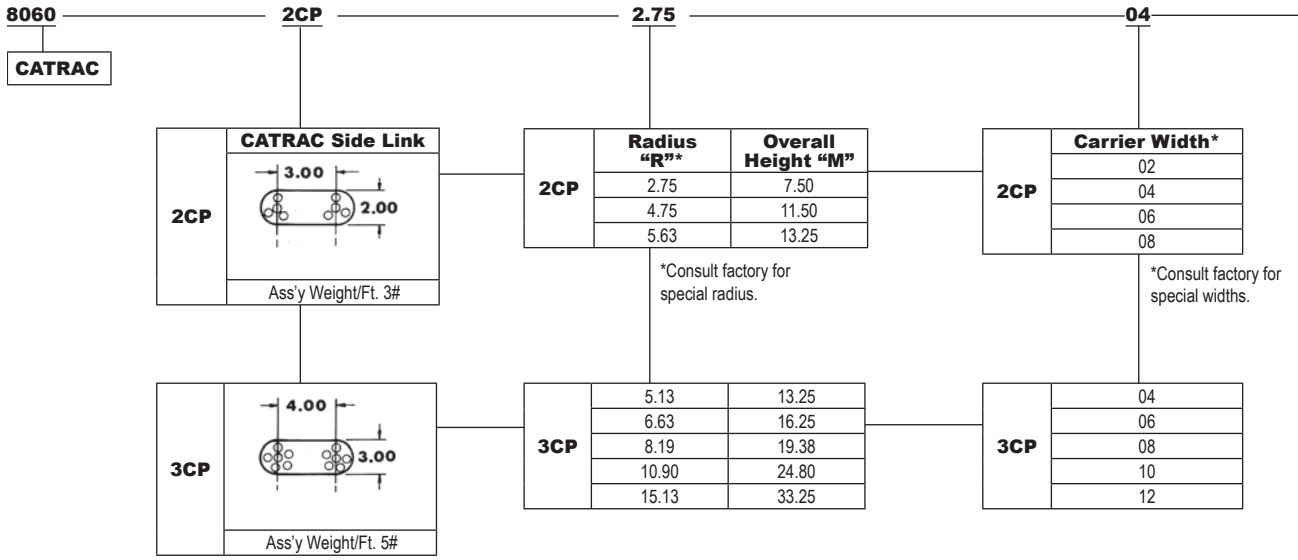 8060 2CP 2.75 04
CATRAC
2CP
CATRAC Side Link
3.00
2.00
Ass'y Weight/Ft. 3#
2CP
Radius "R"* Overall Height "M"
2.75 7.50
4.75 11.50
5.63 13.25
*Consult factory for
special radius.
2CP
Carrier Width*
02
04
06
08
*Consult factory for
special widths.
3CP
4.00
3.00
Ass'y Weight/Ft. 5#
3CP
5.13 13.25
6.63 16.25
8.19 19.38
10.90 24.80
15.13 33.25
3CP
04
06
08
10
12